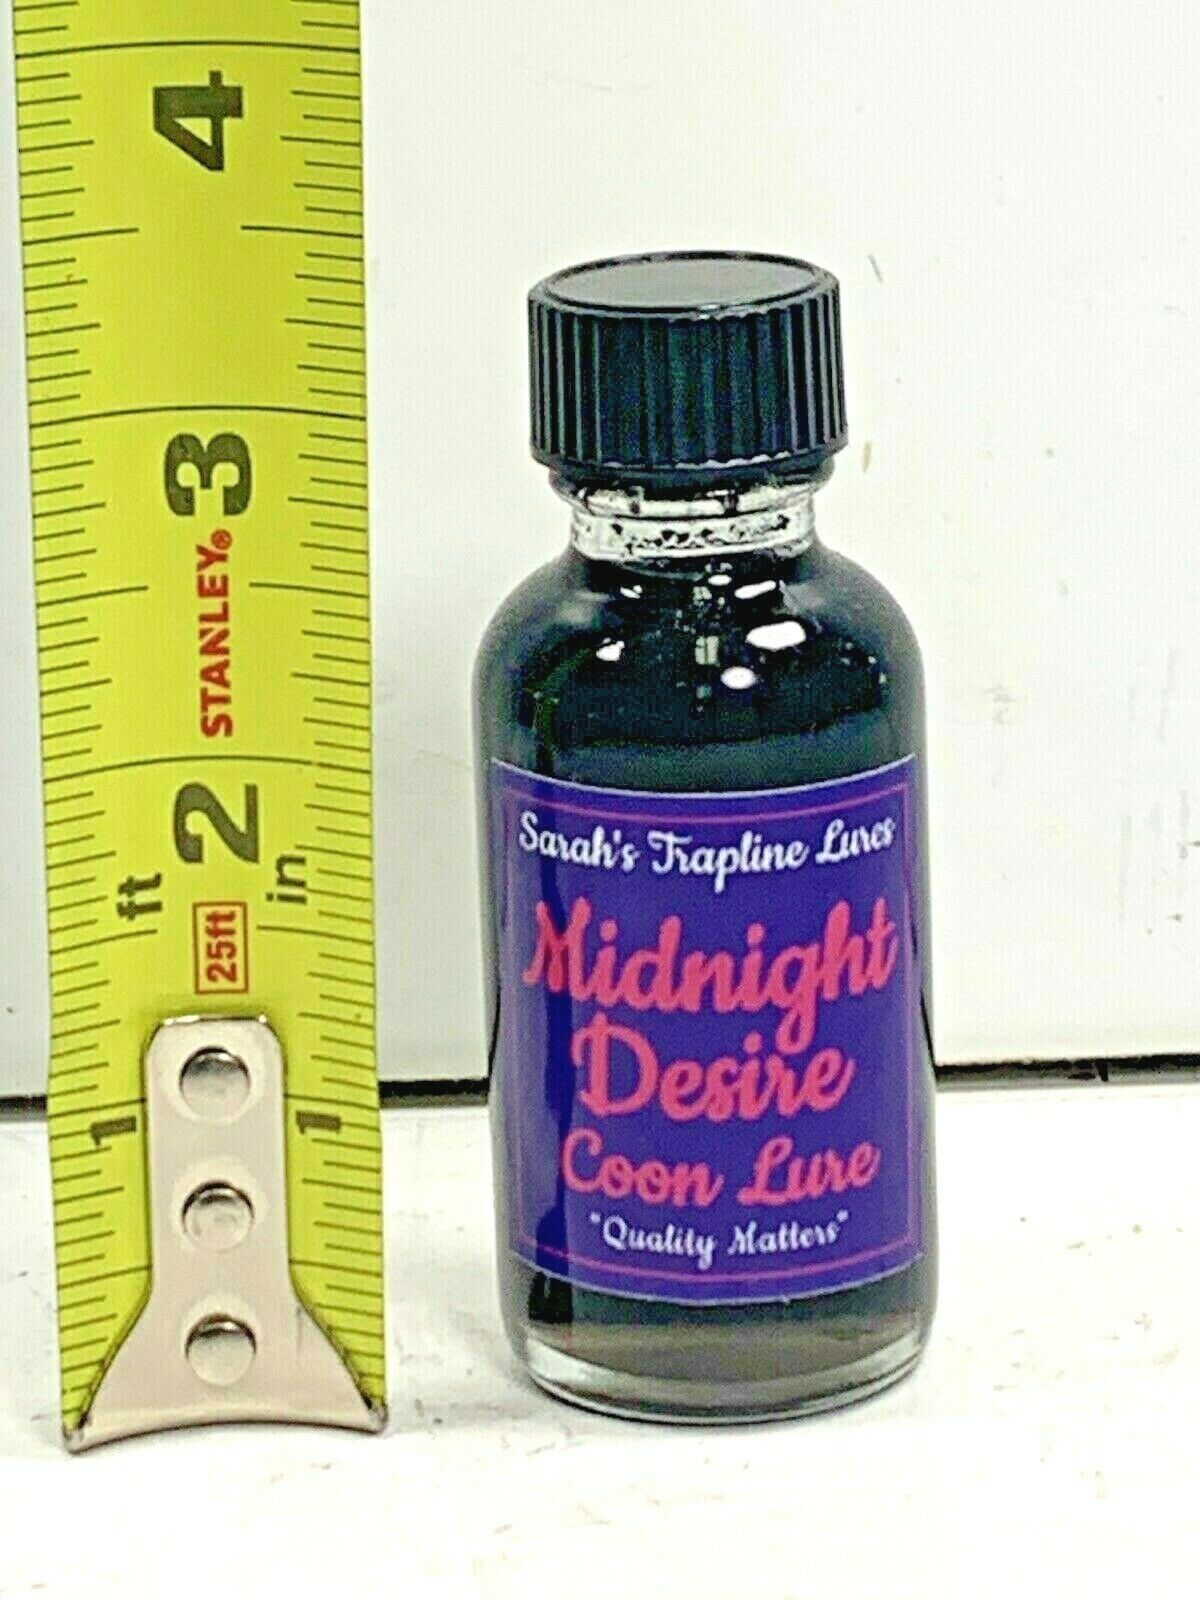 4
3
STANLEY®
2
ft
in
25ft
1
1
Sarah's Trapline Lures
Midnight
Desire
Coon Lure
"Quality Matters"